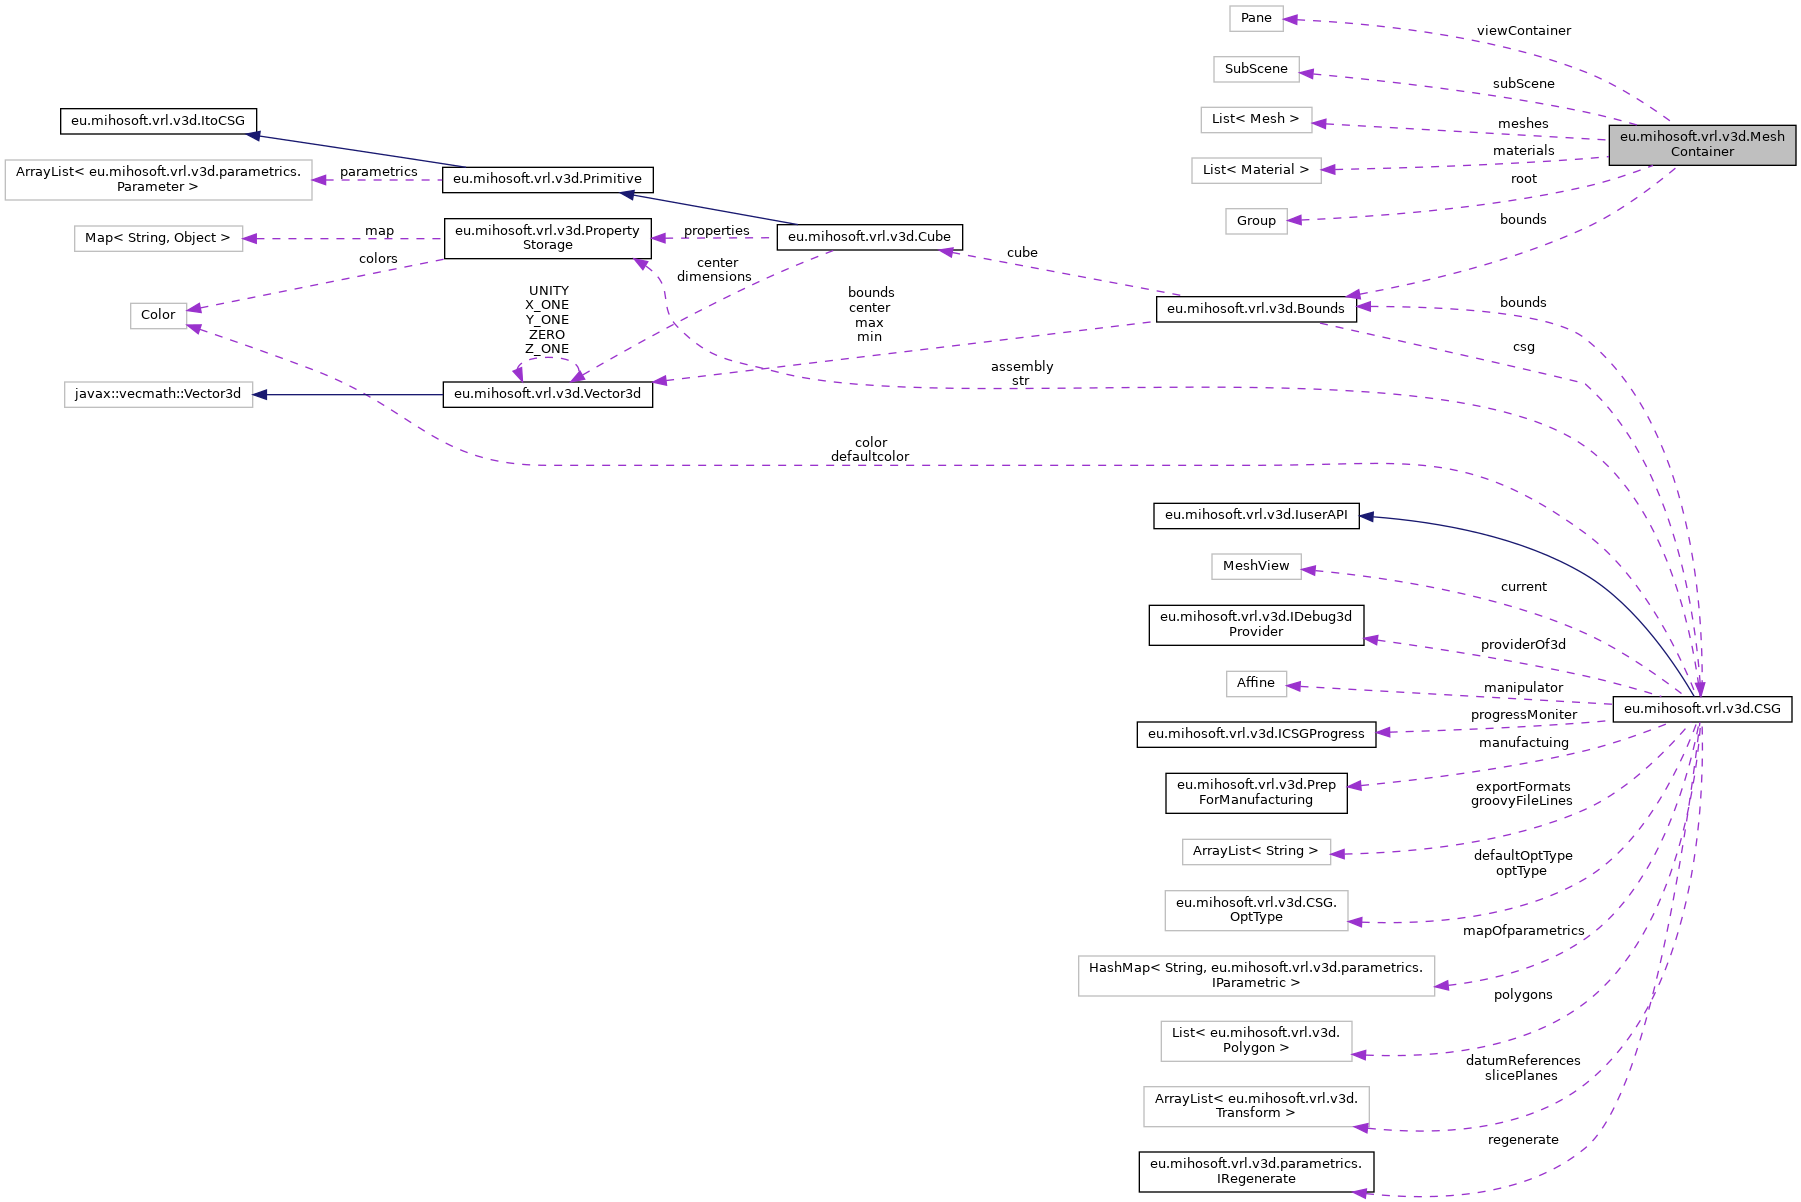 Pane
viewContainer
SubScene
subScene
List< Mesh >
meshes
eu.mihosoft.vrl.v3d.Mesh
Container
materials
List< Material >
root
Group
bounds
eu.mihosoft.vrl.v3d.ItoCSG
ArrayList< eu.mihosoft.vrl.v3d.parametrics.
Parameter >
parametrics
eu.mihosoft.vrl.v3d.Primitive
Map< String, Object >
map
eu.mihosoft.vrl.v3d.Property
Storage
properties
eu.mihosoft.vrl.v3d.Cube
cube
colors
center
dimensions
Color
UNITY
X_ONE
Y_ONE
ZERO
Z_ONE
bounds
center
max
min
eu.mihosoft.vrl.v3d.Bounds
bounds
csg
assembly
str
javax::vecmath::Vector3d
eu.mihosoft.vrl.v3d.Vector3d
color
defaultcolor
eu.mihosoft.vrl.v3d.IuserAPI
MeshView
current
eu.mihosoft.vrl.v3d.IDebug3d
Provider
providerOf3d
Affine
manipulator
eu.mihosoft.vrl.v3d.CSG
progressMoniter
eu.mihosoft.vrl.v3d.ICSGProgress
manufactuing
eu.mihosoft.vrl.v3d.Prep
ForManufacturing
exportFormats
groovyFileLines
ArrayList< String >
defaultOptType
optType
eu.mihosoft.vrl.v3d.CSG.
OptType
mapOfparametrics
HashMap< String, eu.mihosoft.vrl.v3d.parametrics.
IParametric >
polygons
List< eu.mihosoft.vrl.v3d.
Polygon >
datumReferences
slicePlanes
ArrayList< eu.mihosoft.vrl.v3d.
Transform >
regenerate
eu.mihosoft.vrl.v3d.parametrics.
IRegenerate